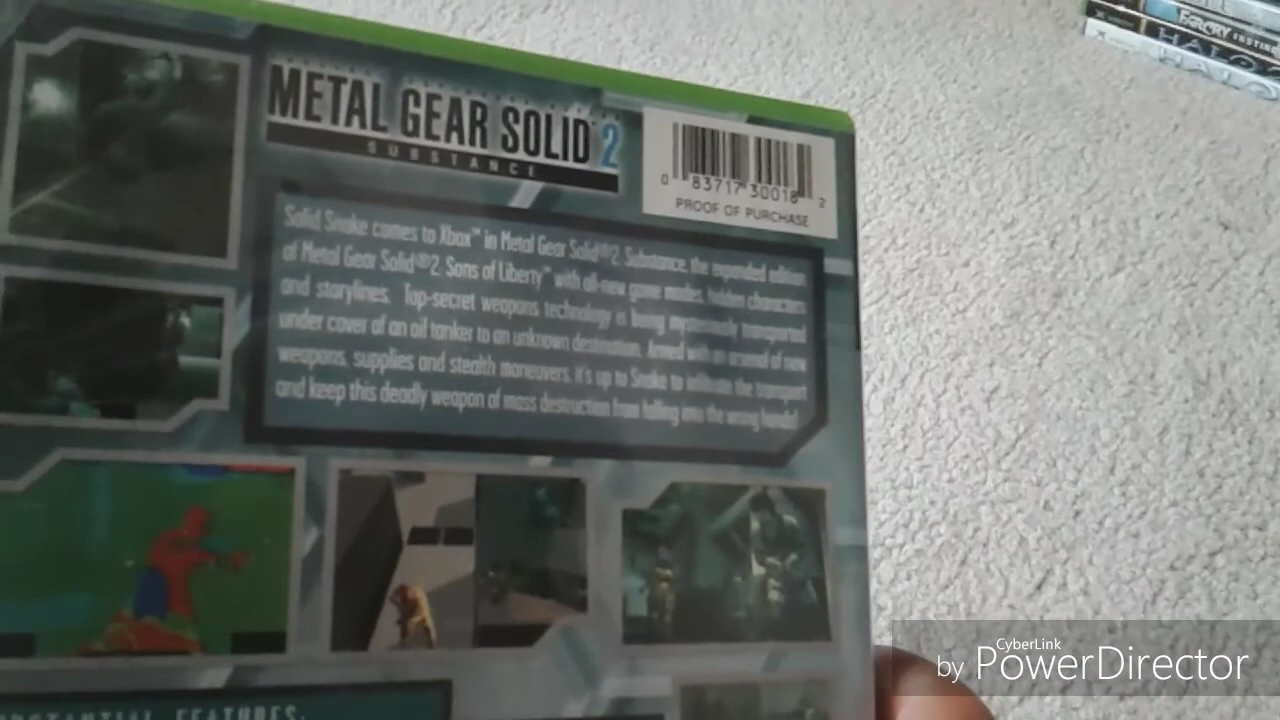 METAL GEAR SOLID™ 2
SUBSTANCE
0 83717 30018 2
PROOF OF PURCHASE
Solid Snake comes to Xbox™ in Metal Gear Solid®2: Substance, the expanded edition
of Metal Gear Solid®2: Sons of Liberty™ with all-new game modes, hidden characters
and storylines. Top-secret weapons technology is being mysteriously transported
under cover of an oil tanker to an unknown destination. Armed with an arsenal of new
weapons, supplies and stealth maneuvers, it's up to Snake to infiltrate the transport
and keep this deadly weapon of mass destruction from falling into the wrong hands!
STANTIAL FEATURES.
FARCRY INSTINC
HALO 2
HALO
CyberLink
by PowerDirector